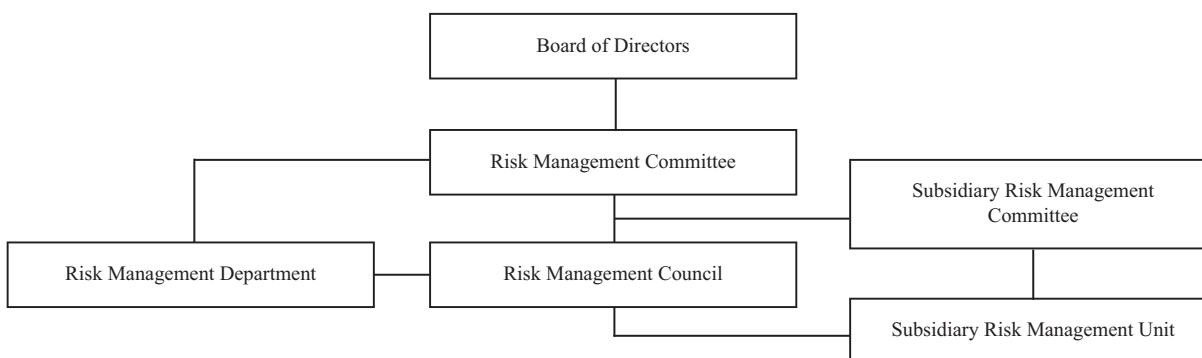 Board of Directors
Risk Management Committee
Subsidiary Risk Management
Committee
Risk Management Department
Risk Management Council
Subsidiary Risk Management Unit